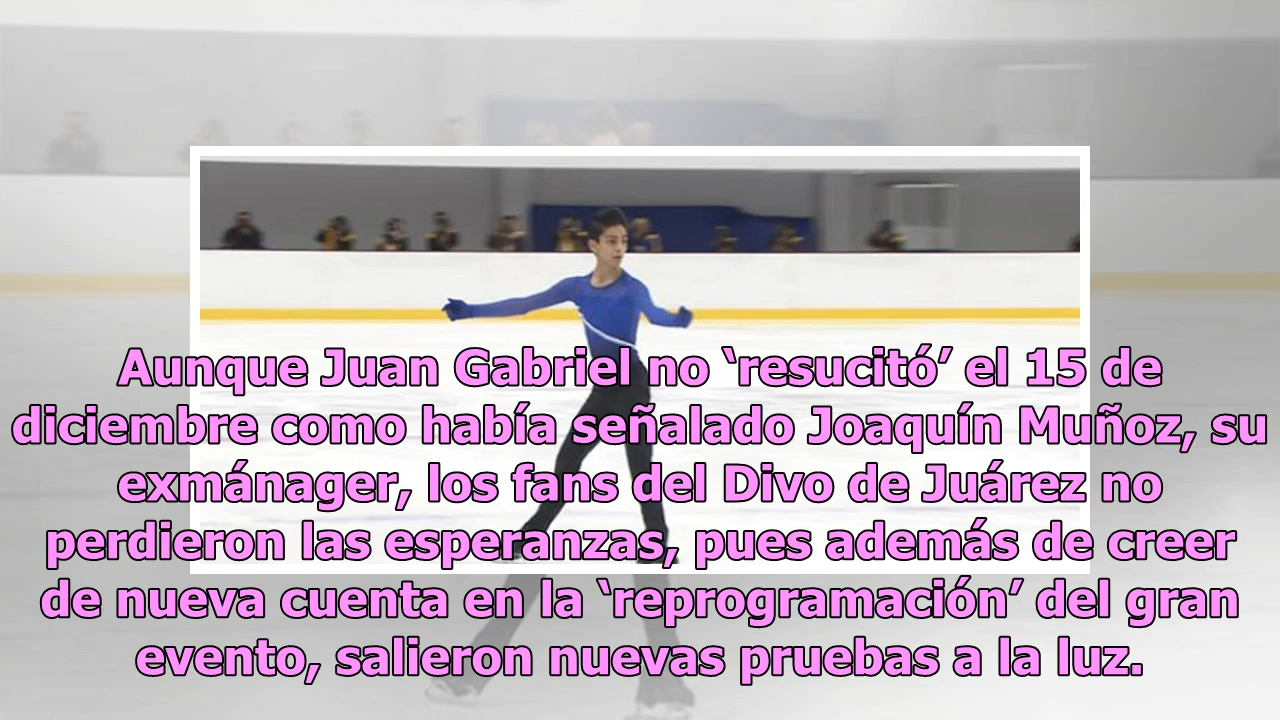 Aunque Juan Gabriel no ‘resucitó’ el 15 de
diciembre como había señalado Joaquín Muñoz, su
exmánager, los fans del Divo de Juárez no
perdieron las esperanzas, pues además de creer
de nueva cuenta en la ‘reprogramación’ del gran
evento, salieron nuevas pruebas a la luz.